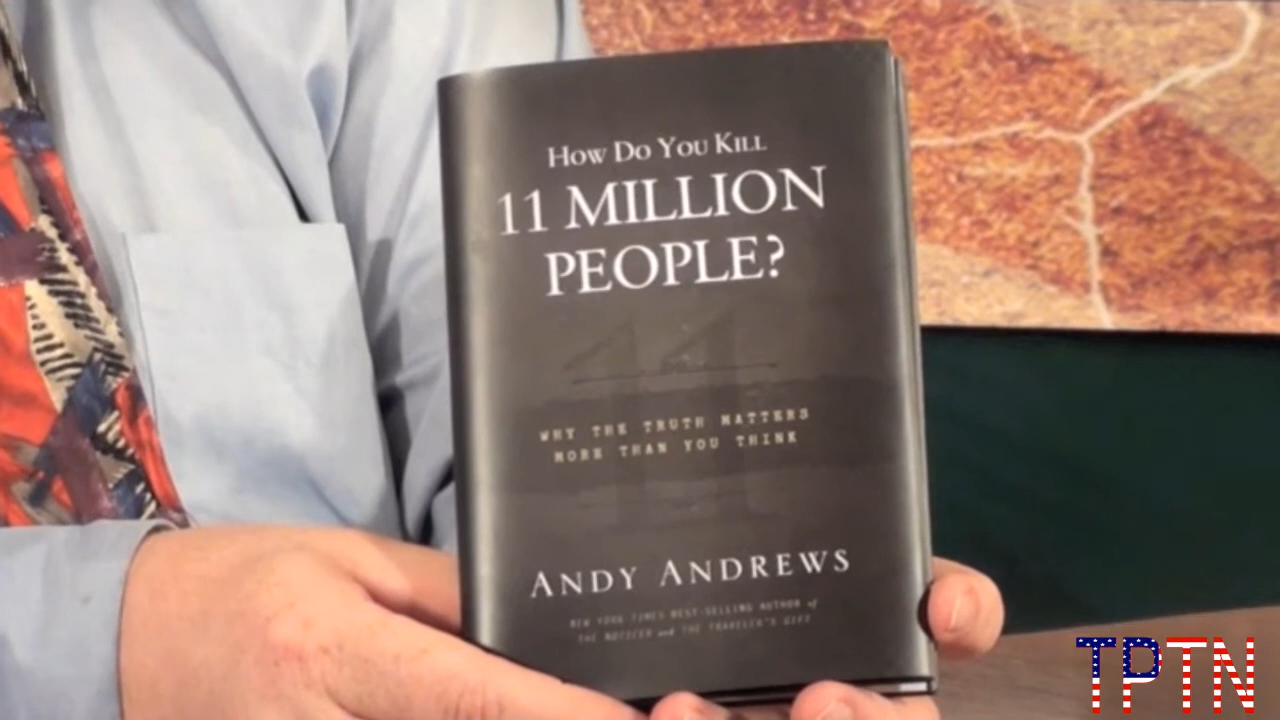 How Do You Kill
11 MILLION
PEOPLE?
11
WHY THE TRUTH MATTERS
MORE THAN YOU THINK
ANDY ANDREWS
NEW YORK TIMES BEST-SELLING AUTHOR of
THE NOTICER and THE TRAVELER'S GIFT
TPTN